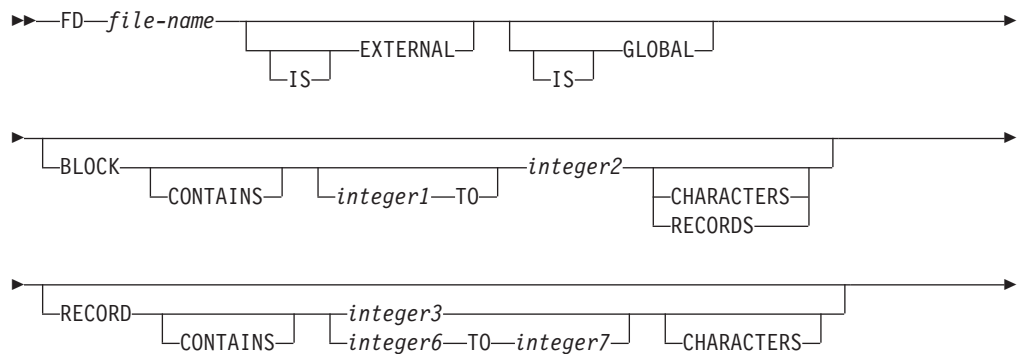 FD file-name EXTERNAL GLOBAL
IS IS
BLOCK integer2
CONTAINS integer1 TO CHARACTERS
RECORDS
RECORD integer3
CONTAINS integer6 TO integer7 CHARACTERS